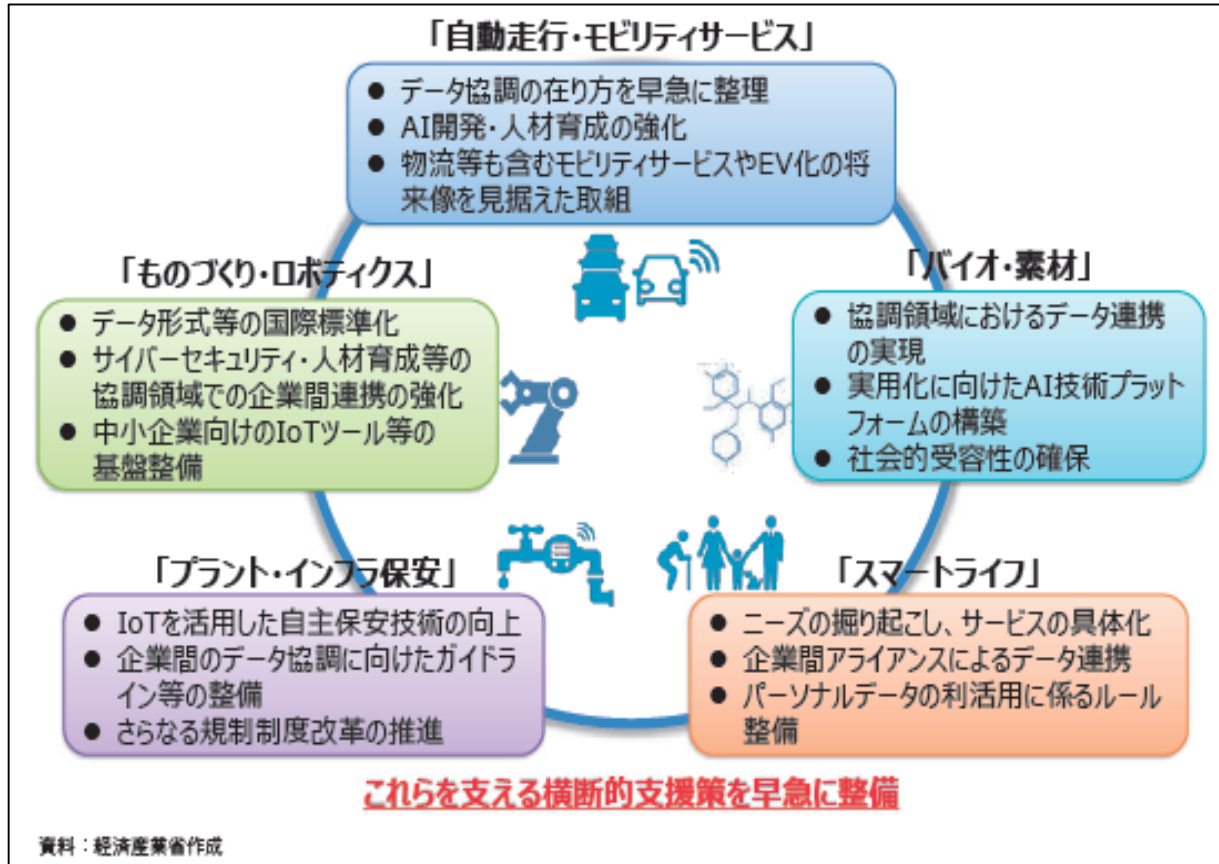 「自動走行・モビリティサービス」
● データ協調の在り方を早急に整理
● AI開発・人材育成の強化
● 物流等も含むモビリティサービスやEV化の将
来像を見据えた取組
「ものづくり・ロボティクス」
● データ形式等の国際標準化
● サイバーセキュリティ・人材育成等の
協調領域での企業間連携の強化
● 中小企業向けのIoTツール等の
基盤整備
「バイオ・素材」
● 協調領域におけるデータ連携
の実現
● 実用化に向けたAI技術プラット
フォームの構築
● 社会的受容性の確保
「プラント・インフラ保安」
● IoTを活用した自主保安技術の向上
● 企業間のデータ協調に向けたガイドラ
イン等の整備
● さらなる規制制度改革の推進
「スマートライフ」
● ニーズの掘り起こし、サービスの具体化
● 企業間アライアンスによるデータ連携
● パーソナルデータの利活用に係るルール
整備
これらを支える横断的支援策を早急に整備
資料：経済産業省作成